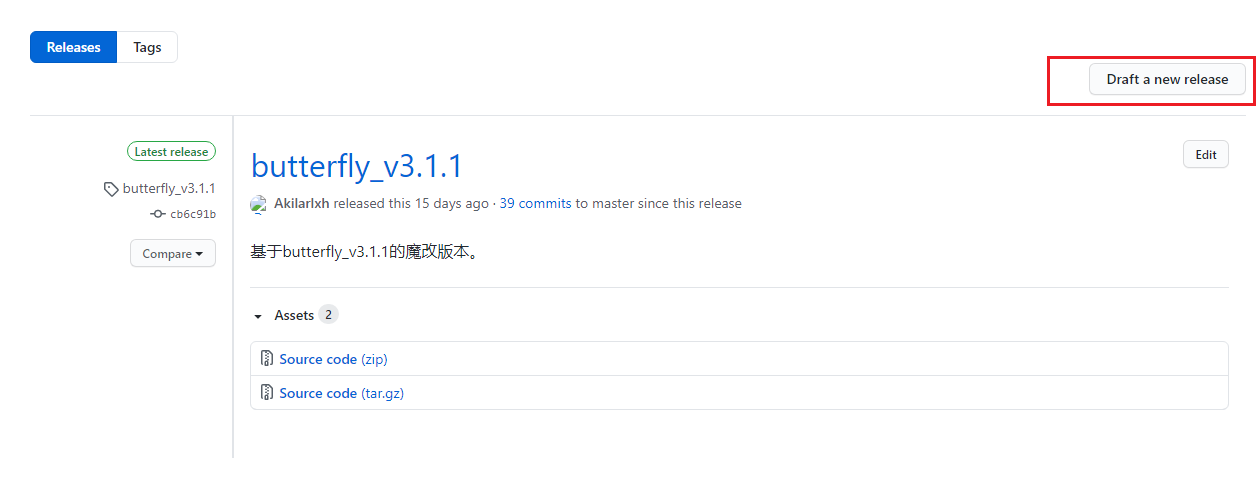 Releases Tags
Draft a new release
Latest release
butterfly_v3.1.1
cb6c91b
Compare
butterfly_v3.1.1
Edit
Akilarlxh released this 15 days ago · 39 commits to master since this release
基于butterfly_v3.1.1的魔改版本。
Assets 2
Source code (zip)
Source code (tar.gz)